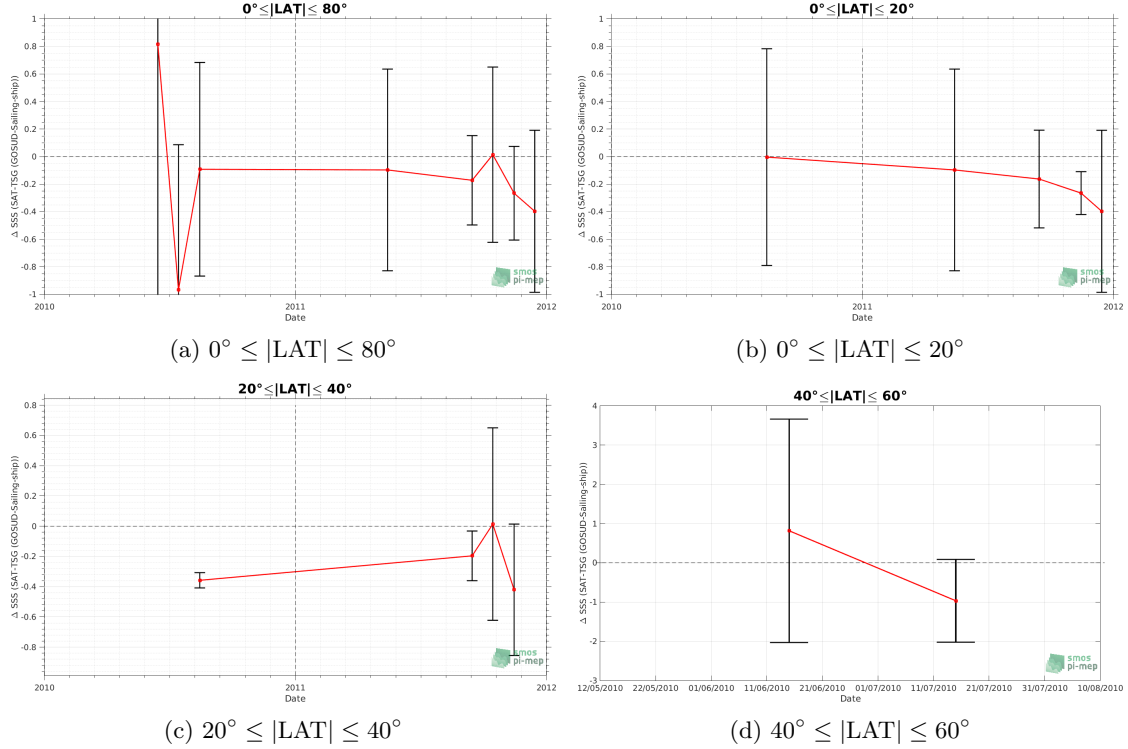 0°≤|LAT|≤ 80°
Δ SSS (SAT-TSG (GOSUD-Sailing-ship))
1
0.8
0.6
0.4
0.2
0
-0.2
-0.4
-0.6
-0.8
-1
2010
2011
2012
Date
smos
pi-mep
(a) 0° ≤ |LAT| ≤ 80°
0°≤|LAT|≤ 20°
Δ SSS (SAT-TSG (GOSUD-Sailing-ship))
1
0.8
0.6
0.4
0.2
0
-0.2
-0.4
-0.6
-0.8
-1
2010
2011
2012
Date
smos
pi-mep
(b) 0° ≤ |LAT| ≤ 20°
20°≤|LAT|≤ 40°
Δ SSS (SAT-TSG (GOSUD-Sailing-ship))
0.8
0.6
0.4
0.2
0
-0.2
-0.4
-0.6
-0.8
2010
2011
2012
Date
smos
pi-mep
(c) 20° ≤ |LAT| ≤ 40°
40°≤|LAT|≤ 60°
Δ SSS (SAT-TSG (GOSUD-Sailing-ship))
4
3
2
1
0
-1
-2
-3
12/05/2010 22/05/2010 01/06/2010 11/06/2010 21/06/2010 01/07/2010 11/07/2010 21/07/2010 31/07/2010 10/08/2010
Date
smos
pi-mep
(d) 40° ≤ |LAT| ≤ 60°